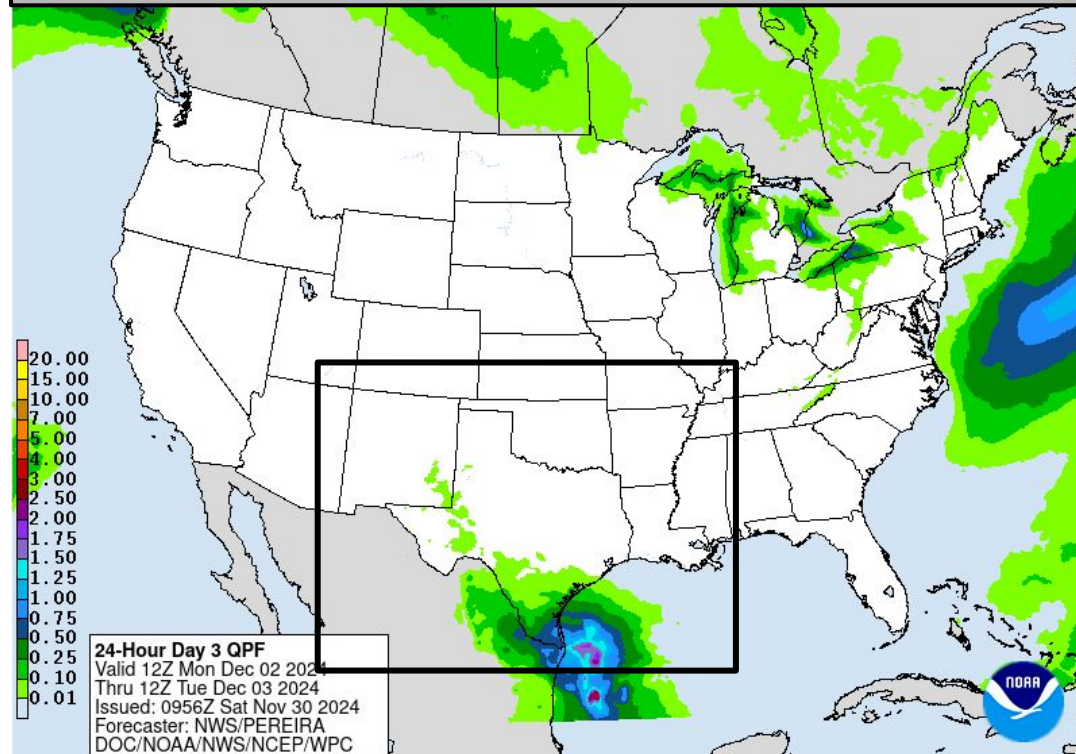 20.00
15.00
10.00
7.00
5.00
4.00
3.00
2.50
2.00
1.75
1.50
1.25
1.00
0.75
0.50
0.25
0.10
0.01
24-Hour Day 3 QPF
Valid 12Z Mon Dec 02 2024
Thru 12Z Tue Dec 03 2024
Issued: 0956Z Sat Nov 30 2024
Forecaster: NWS/PEREIRA
DOC/NOAA/NWS/NCEP/WPC
NOAA